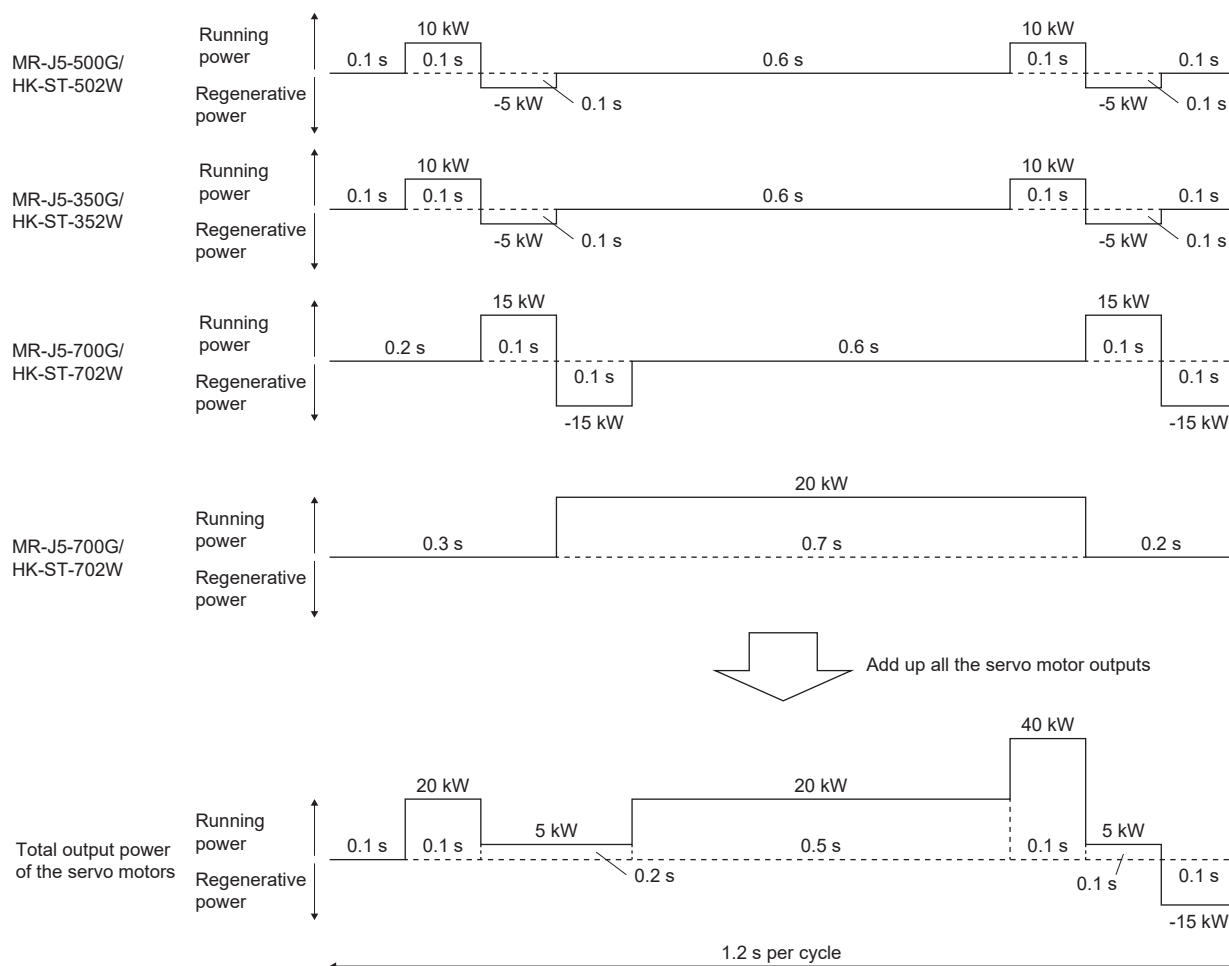 MR-J5-500G/
HK-ST-502W
Running
power
Regenerative
power
0.1 s
10 kW
0.1 s
-5 kW
0.1 s
0.6 s
10 kW
0.1 s
-5 kW
0.1 s
0.1 s
MR-J5-350G/
HK-ST-352W
Running
power
Regenerative
power
0.1 s
10 kW
0.1 s
-5 kW
0.1 s
0.6 s
10 kW
0.1 s
-5 kW
0.1 s
0.1 s
MR-J5-700G/
HK-ST-702W
Running
power
Regenerative
power
0.2 s
15 kW
0.1 s
0.1 s
-15 kW
0.6 s
15 kW
0.1 s
0.1 s
-15 kW
MR-J5-700G/
HK-ST-702W
Running
power
Regenerative
power
0.3 s
20 kW
0.7 s
0.2 s
Add up all the servo motor outputs
Total output power
of the servo motors
Running
power
Regenerative
power
0.1 s
20 kW
0.1 s
5 kW
0.2 s
20 kW
0.5 s
40 kW
0.1 s
5 kW
0.1 s
0.1 s
-15 kW
1.2 s per cycle